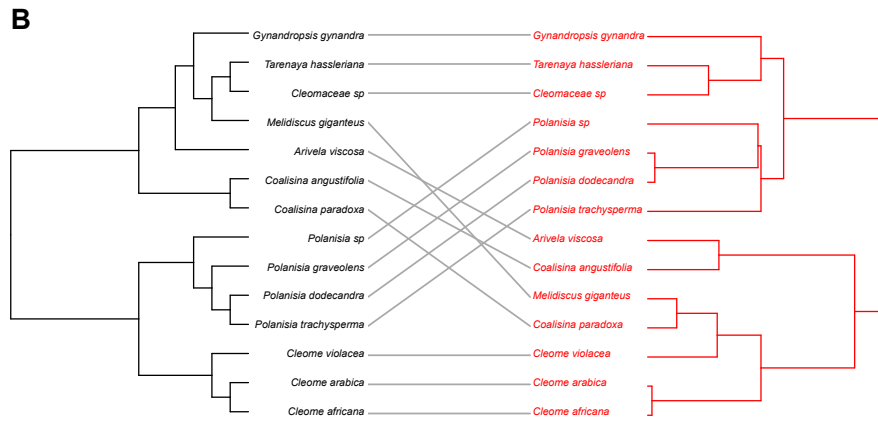 B
Gynandropsis gynandra Gynandropsis gynandra
Tarenaya hassleriana Tarenaya hassleriana
Cleomaceae sp Cleomaceae sp
Melidiscus giganteus Polanisia sp
Arivela viscosa Polanisia graveolens
Coalisina angustifolia Polanisia dodecandra
Coalisina paradoxa Polanisia trachysperma
Polanisia sp Arivela viscosa
Polanisia graveolens Coalisina angustifolia
Polanisia dodecandra Melidiscus giganteus
Polanisia trachysperma Coalisina paradoxa
Cleome violacea Cleome violacea
Cleome arabica Cleome arabica
Cleome africana Cleome africana